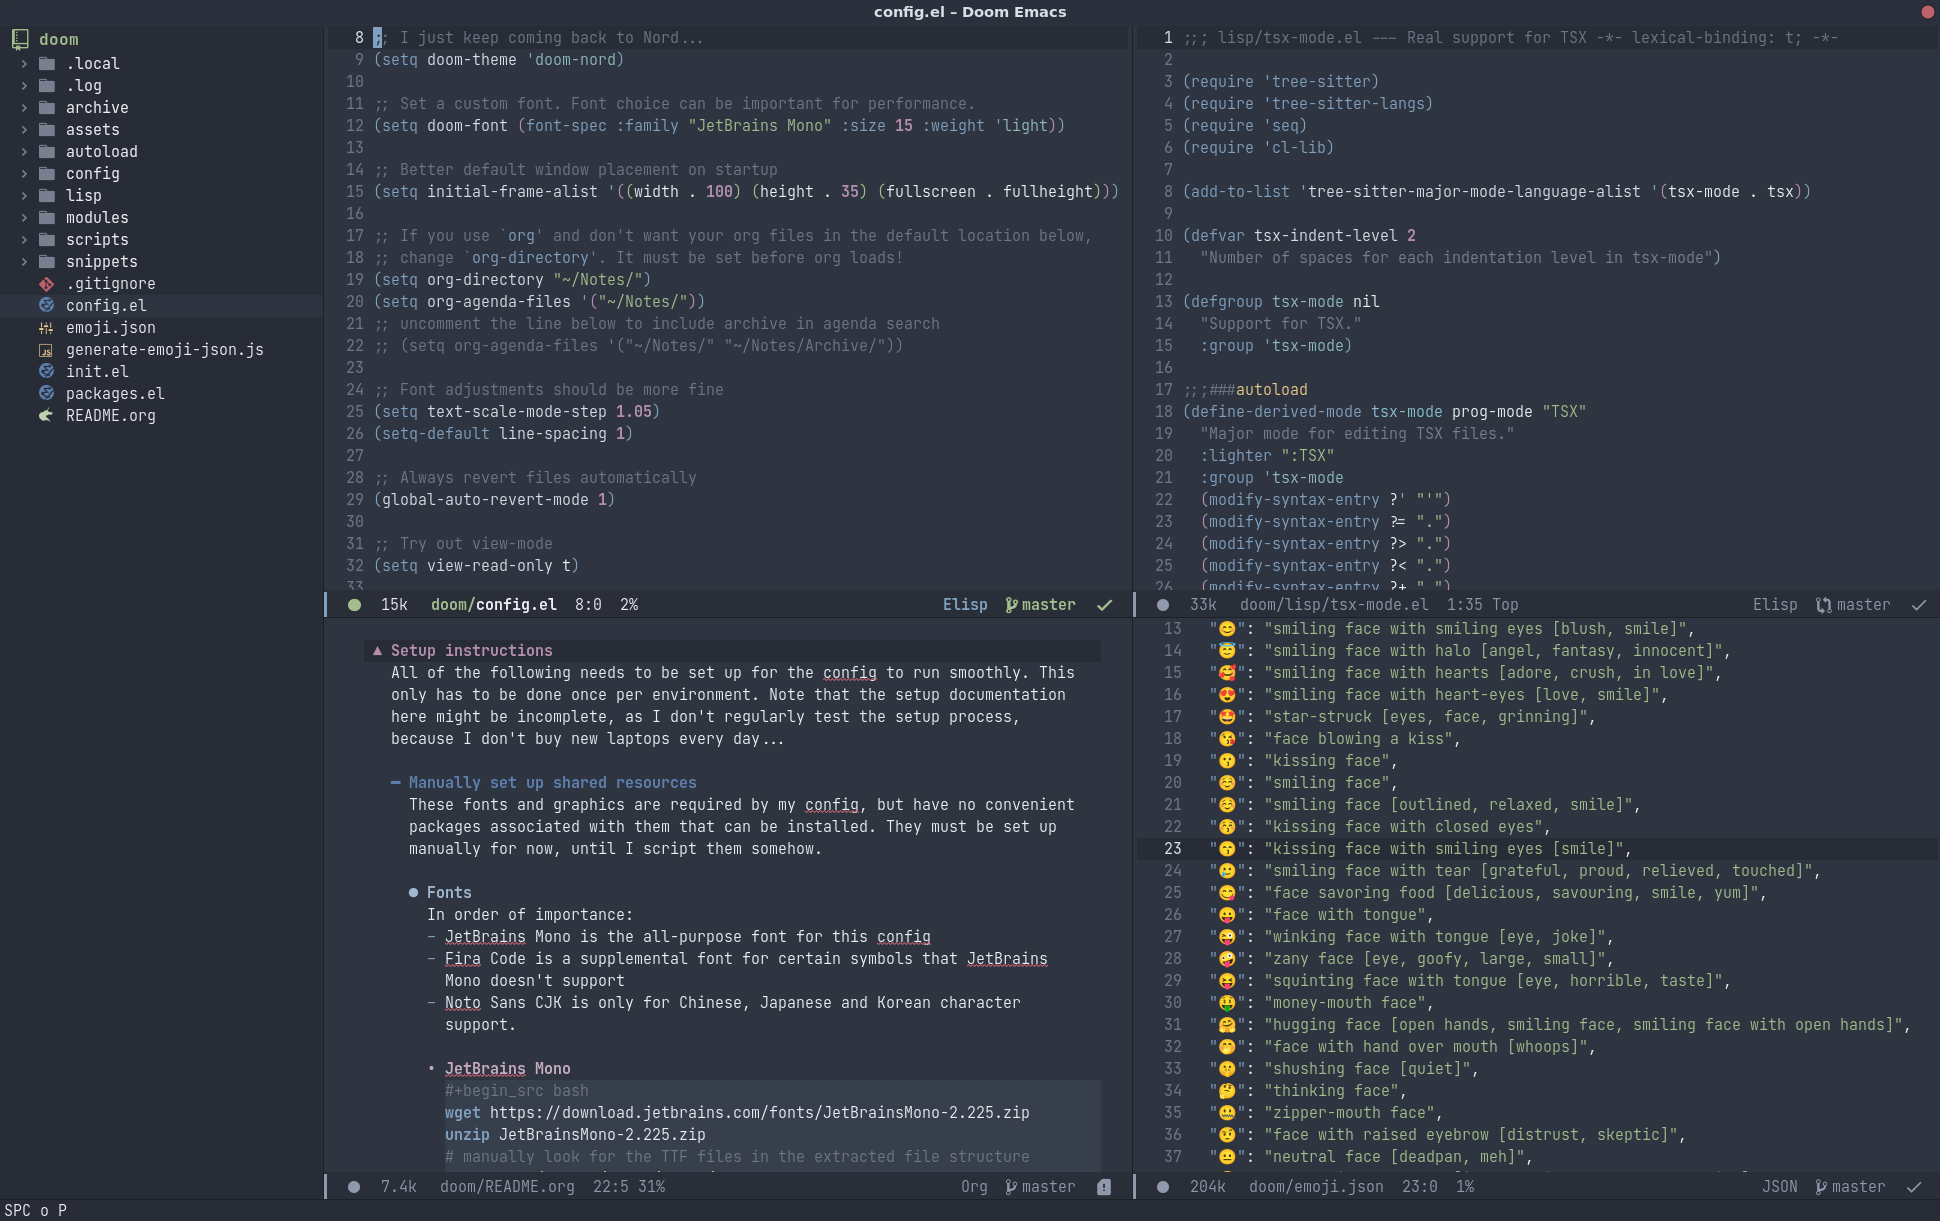 config.el – Doom Emacs
doom
.local
.log
archive
assets
autoload
config
lisp
modules
scripts
snippets
.gitignore
config.el
emoji.json
generate-emoji-json.js
init.el
packages.el
README.org
8 ;; I just keep coming back to Nord...
9 (setq doom-theme 'doom-nord)
10
11 ;; Set a custom font. Font choice can be important for performance.
12 (setq doom-font (font-spec :family "JetBrains Mono" :size 15 :weight 'light))
13
14 ;; Better default window placement on startup
15 (setq initial-frame-alist '((width . 100) (height . 35) (fullscreen . fullheight)))
16
17 ;; If you use `org' and don't want your org files in the default location below,
18 ;; change `org-directory'. It must be set before org loads!
19 (setq org-directory "~/Notes/")
20 (setq org-agenda-files '("~/Notes/"))
21 ;; uncomment the line below to include archive in agenda search
22 ;; (setq org-agenda-files '("~/Notes/" "~/Notes/Archive/"))
23
24 ;; Font adjustments should be more fine
25 (setq text-scale-mode-step 1.05)
26 (setq-default line-spacing 1)
27
28 ;; Always revert files automatically
29 (global-auto-revert-mode 1)
30
31 ;; Try out view-mode
32 (setq view-read-only t)
33
15k doom/config.el 8:0 2% Elisp master
1 ;;; lisp/tsx-mode.el --- Real support for TSX -*- lexical-binding: t; -*-
2
3 (require 'tree-sitter)
4 (require 'tree-sitter-langs)
5 (require 'seq)
6 (require 'cl-lib)
7
8 (add-to-list 'tree-sitter-major-mode-language-alist '(tsx-mode . tsx))
9
10 (defvar tsx-indent-level 2
11 "Number of spaces for each indentation level in tsx-mode")
12
13 (defgroup tsx-mode nil
14 "Support for TSX."
15 :group 'tsx-mode)
16
17 ;;;###autoload
18 (define-derived-mode tsx-mode prog-mode "TSX"
19 "Major mode for editing TSX files."
20 :lighter ":TSX"
21 :group 'tsx-mode
22 (modify-syntax-entry ?' "'")
23 (modify-syntax-entry ?= ".")
24 (modify-syntax-entry ?> ".")
25 (modify-syntax-entry ?< ".")
26 (modify-syntax-entry ?+ ".")
33k doom/lisp/tsx-mode.el 1:35 Top Elisp master
▲ Setup instructions
All of the following needs to be set up for the config to run smoothly. This
only has to be done once per environment. Note that the setup documentation
here might be incomplete, as I don't regularly test the setup process,
because I don't buy new laptops every day...
— Manually set up shared resources
These fonts and graphics are required by my config, but have no convenient
packages associated with them that can be installed. They must be set up
manually for now, until I script them somehow.
● Fonts
In order of importance:
- JetBrains Mono is the all-purpose font for this config
- Fira Code is a supplemental font for certain symbols that JetBrains
Mono doesn't support
- Noto Sans CJK is only for Chinese, Japanese and Korean character
support.
• JetBrains Mono
#+begin_src bash
wget https://download.jetbrains.com/fonts/JetBrainsMono-2.225.zip
unzip JetBrainsMono-2.225.zip
# manually look for the TTF files in the extracted file structure
7.4k doom/README.org 22:5 31% Org master
13 "😊": "smiling face with smiling eyes [blush, smile]",
14 "😇": "smiling face with halo [angel, fantasy, innocent]",
15 "🥰": "smiling face with hearts [adore, crush, in love]",
16 "😍": "smiling face with heart-eyes [love, smile]",
17 "🤩": "star-struck [eyes, face, grinning]",
18 "😘": "face blowing a kiss",
19 "😗": "kissing face",
20 "☺️": "smiling face",
21 "☺": "smiling face [outlined, relaxed, smile]",
22 "😚": "kissing face with closed eyes",
23 "😙": "kissing face with smiling eyes [smile]",
24 "🥲": "smiling face with tear [grateful, proud, relieved, touched]",
25 "😋": "face savoring food [delicious, savouring, smile, yum]",
26 "😛": "face with tongue",
27 "😜": "winking face with tongue [eye, joke]",
28 "🤪": "zany face [eye, goofy, large, small]",
29 "😝": "squinting face with tongue [eye, horrible, taste]",
30 "🤑": "money-mouth face",
31 "🤗": "hugging face [open hands, smiling face, smiling face with open hands]",
32 "🤭": "face with hand over mouth [whoops]",
33 "🤫": "shushing face [quiet]",
34 "🤔": "thinking face",
35 "🤐": "zipper-mouth face",
36 "🤨": "face with raised eyebrow [distrust, skeptic]",
37 "😐": "neutral face [deadpan, meh]",
204k doom/emoji.json 23:0 1% JSON master
SPC o P